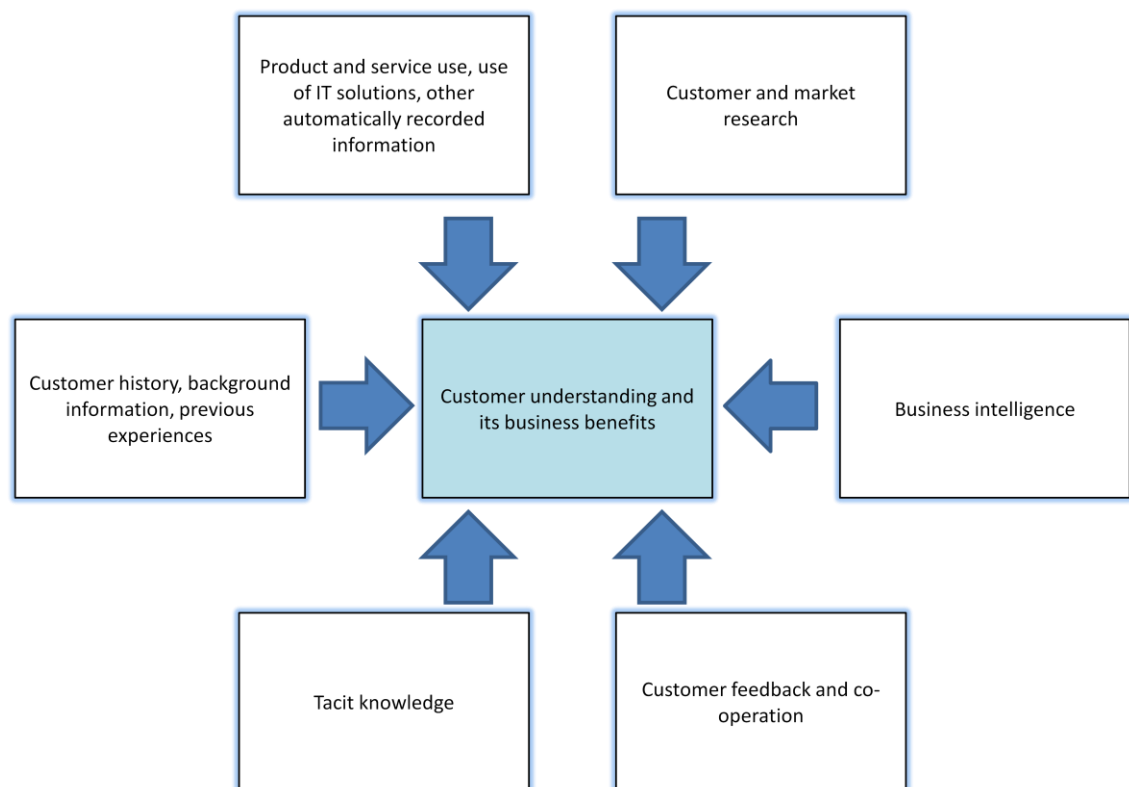 Product and service use, use
of IT solutions, other
automatically recorded
information
Customer and market
research
Customer history, background
information, previous
experiences
Customer understanding and
its business benefits
Business intelligence
Tacit knowledge
Customer feedback and co-
operation